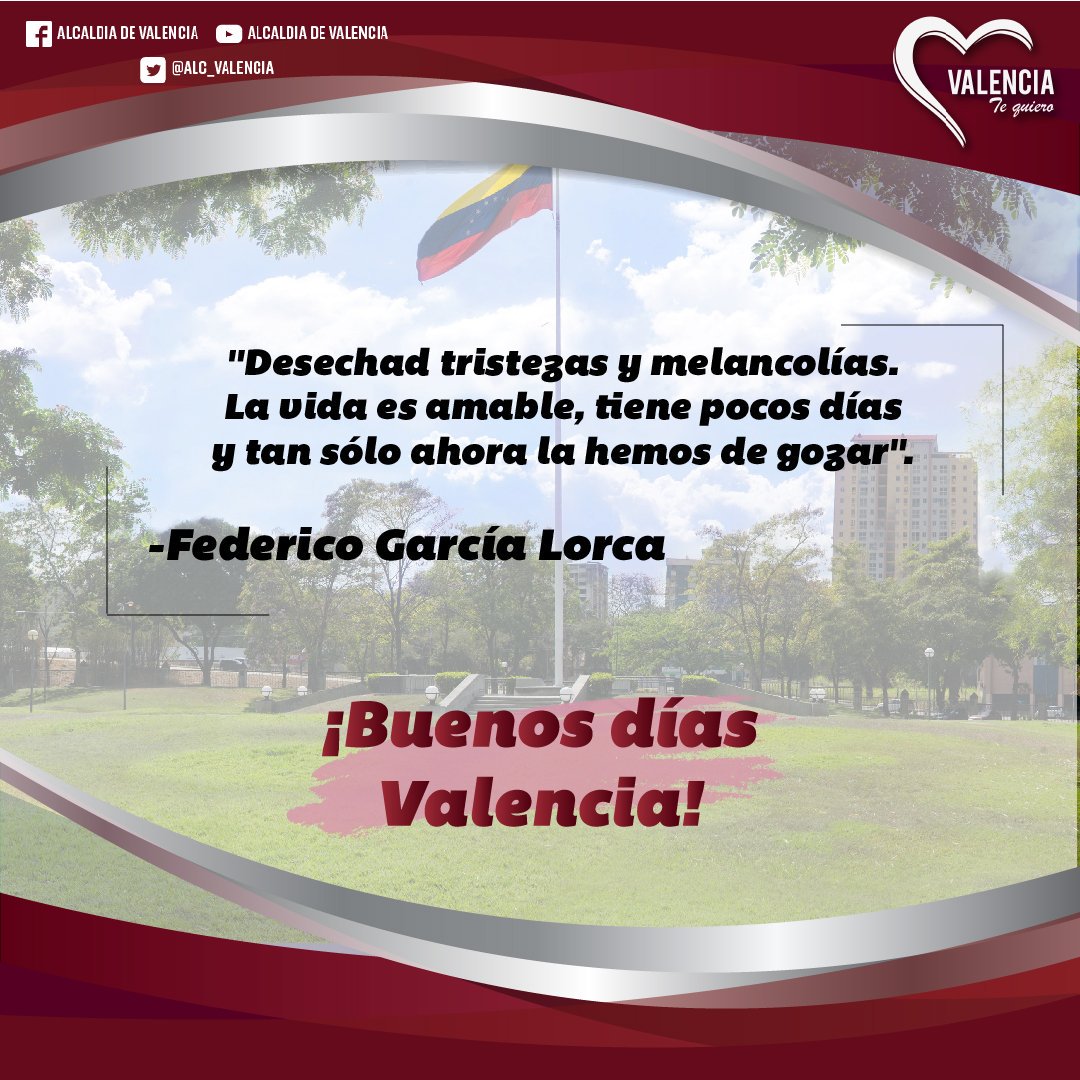 ALCALDIA DE VALENCIA
ALCALDIA DE VALENCIA
@ALC_VALENCIA
VALENCIA
Te quiero
"Desechad tristezas y melancolías.
La vida es amable, tiene pocos días
y tan sólo ahora la hemos de gozar".
-Federico García Lorca
¡Buenos días
Valencia!